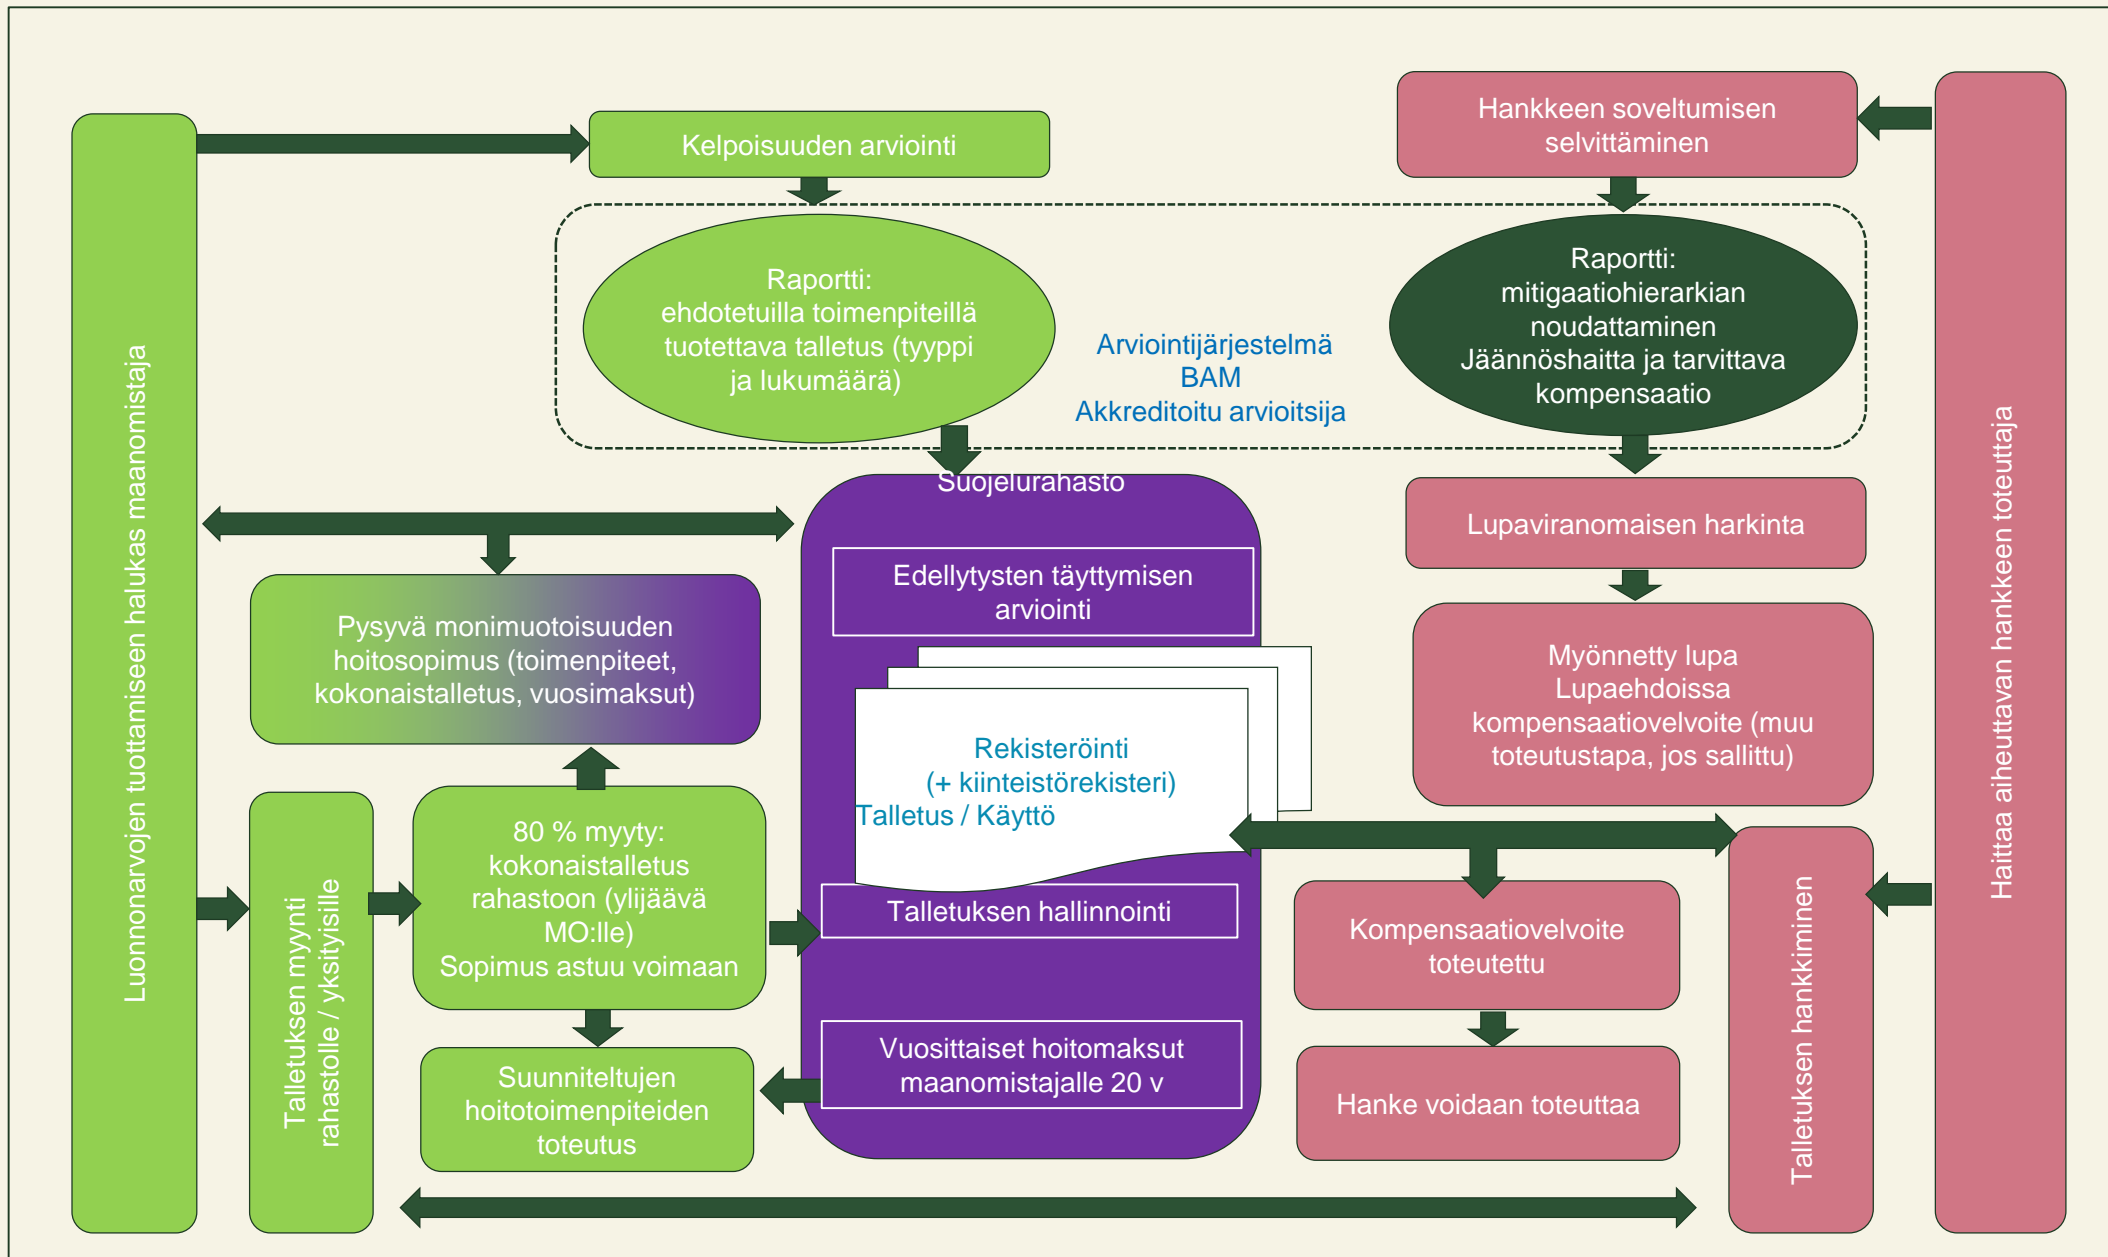 Luonnonarvojen tuottamiseen halukas maanomistaja
Kelpoisuuden arviointi
Hankkeen soveltumisen
selvittäminen
Haittaa aiheuttavan hankkeen toteuttaja
Raportti:
ehdotetuilla toimenpiteillä
tuotettava talletus (tyyppi
ja lukumäärä)
Arviointijärjestelmä
BAM
Akkreditoitu arvioitsija
Raportti:
mitigaatiohierarkian
noudattaminen
Jäännöshaitta ja tarvittava
kompensaatio
Suojelurahasto
Edellytysten täyttymisen
arviointi
Lupaviranomaisen harkinta
Pysyvä monimuotoisuuden
hoitosopimus (toimenpiteet,
kokonaistalletus, vuosimaksut)
Myönnetty lupa
Lupaehdoissa
kompensaatiovelvoite (muu
toteutustapa, jos sallittu)
Rekisteröinti
(+ kiinteistörekisteri)
Talletus / Käyttö
Talletuksen myynti
rahastolle / yksityisille
80 % myyty:
kokonaistalletus
rahastoon (ylijäävä
MO:lle)
Sopimus astuu voimaan
Talletuksen hallinnointi
Kompensaatiovelvoite
toteutettu
Talletuksen hankkiminen
Suunniteltujen
hoitotoimenpiteiden
toteutus
Vuosittaiset hoitomaksut
maanomistajalle 20 v
Hanke voidaan toteuttaa